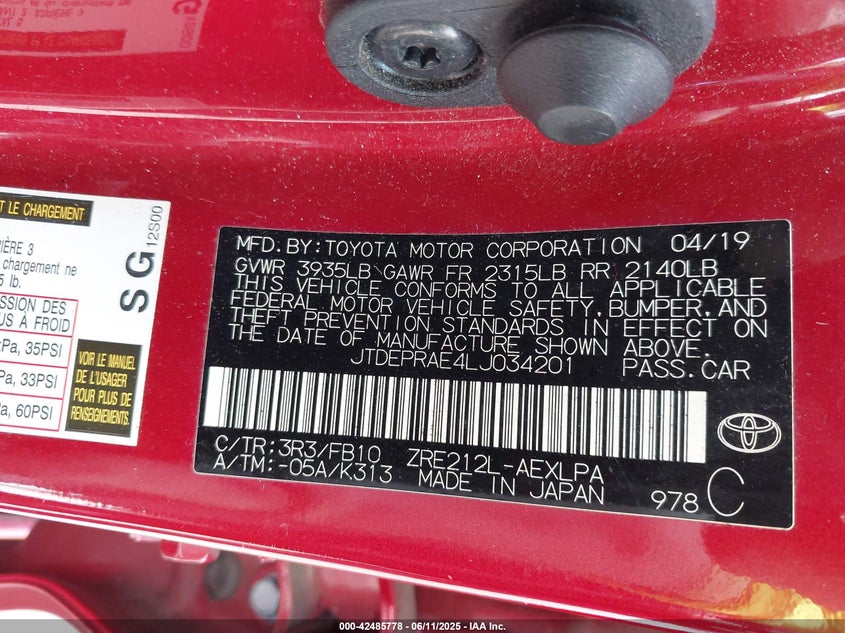 T LE CHARGEMENT
IÈRE 3
chargement ne
5 lb.
SSION DES
US À FROID
kPa, 35PSI
Pa, 33PSI
a, 60PSI
VOIR LE MANUEL
DE L'USAGER
POUR PLUS DE
RENSEIGNEMENTS.
S G
12S00
MFD. BY: TOYOTA MOTOR CORPORATION 04/19
GVWR 3935LB GAWR FR 2315LB RR 2140LB
THIS VEHICLE CONFORMS TO ALL APPLICABLE
FEDERAL MOTOR VEHICLE SAFETY, BUMPER, AND
THEFT PREVENTION STANDARDS IN EFFECT ON
THE DATE OF MANUFACTURE SHOWN ABOVE.
JTDEPRAE4LJ034201 PASS.CAR
C/TR:3R3/FB10 ZRE212L-AEXLPA
A/TM:-05A/K313 MADE IN JAPAN
978 C
000-42485778 - 06/11/2025 - IAA Inc.